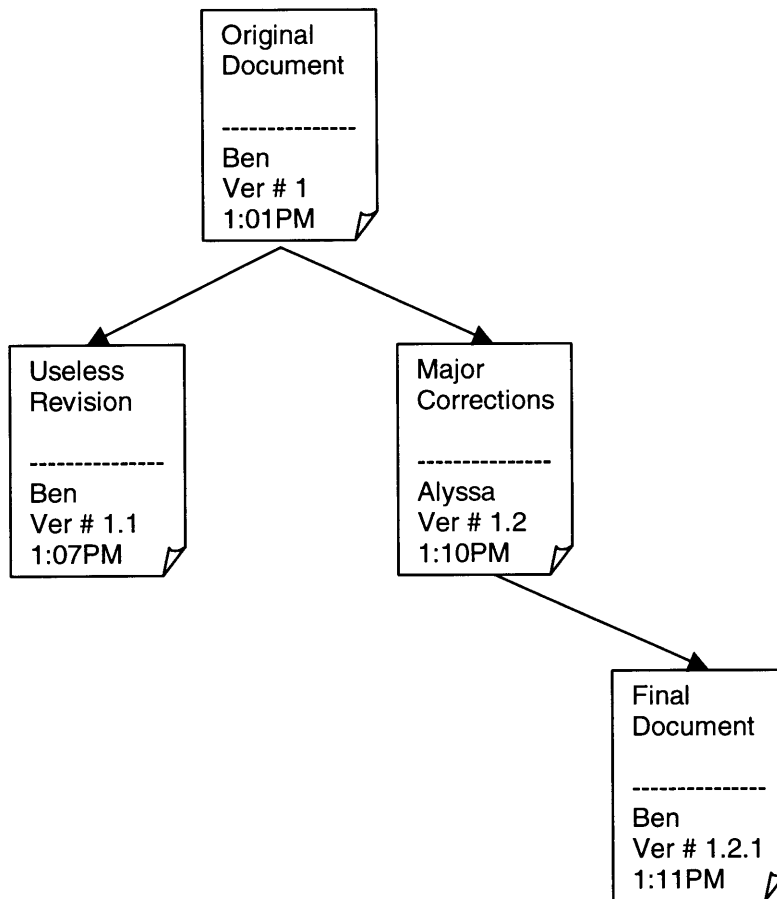 Original
Document
----------------
Ben
Ver # 1
1:01PM
Useless
Revision
----------------
Ben
Ver # 1.1
1:07PM
Major
Corrections
----------------
Alyssa
Ver # 1.2
1:10PM
Final
Document
----------------
Ben
Ver # 1.2.1
1:11PM